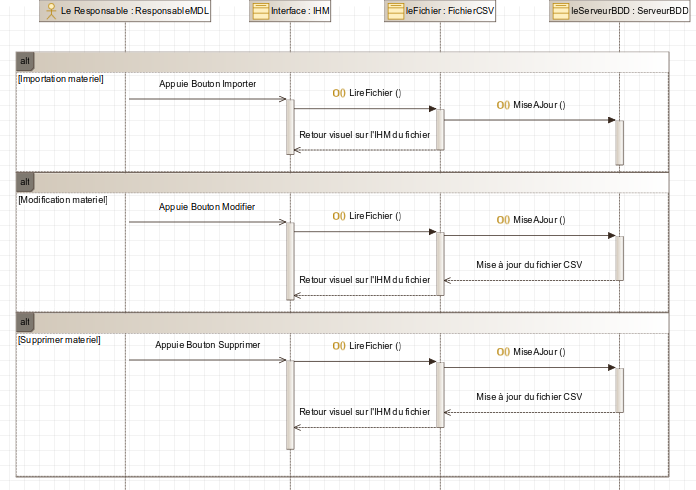 Le Responsable : ResponsableMDL
Interface : IHM
leFichier : FichierCSV
leServeurBDD : ServeurBDD
alt
[Importation materiel]
Appuie Bouton Importer
O() LireFichier ()
O() MiseAJour ()
Retour visuel sur l'IHM du fichier
alt
[Modification materiel]
Appuie Bouton Modifier
O() LireFichier ()
O() MiseAJour ()
Mise à jour du fichier CSV
Retour visuel sur l'IHM du fichier
alt
[Supprimer materiel]
Appuie Bouton Supprimer
O() LireFichier ()
O() MiseAJour ()
Mise à jour du fichier CSV
Retour visuel sur l'IHM du fichier